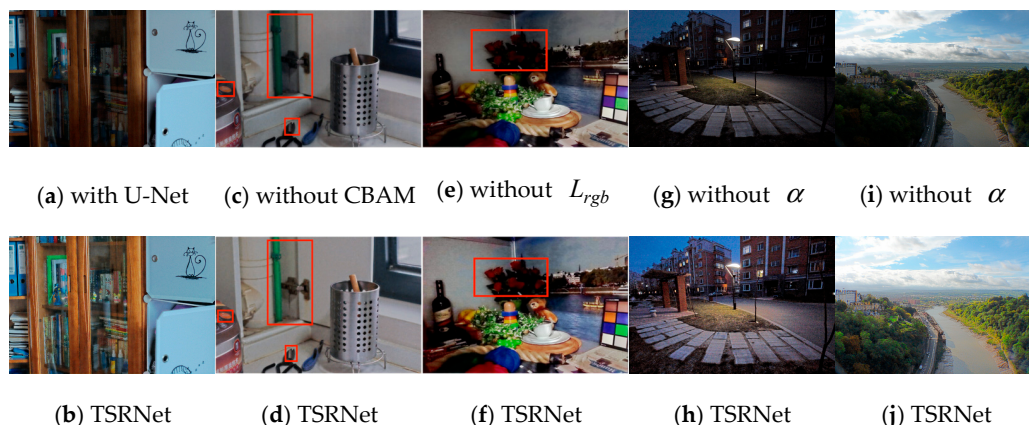 (a) with U-Net (c) without CBAM (e) without L_rgb (g) without α (i) without α
(b) TSRNet (d) TSRNet (f) TSRNet (h) TSRNet (j) TSRNet